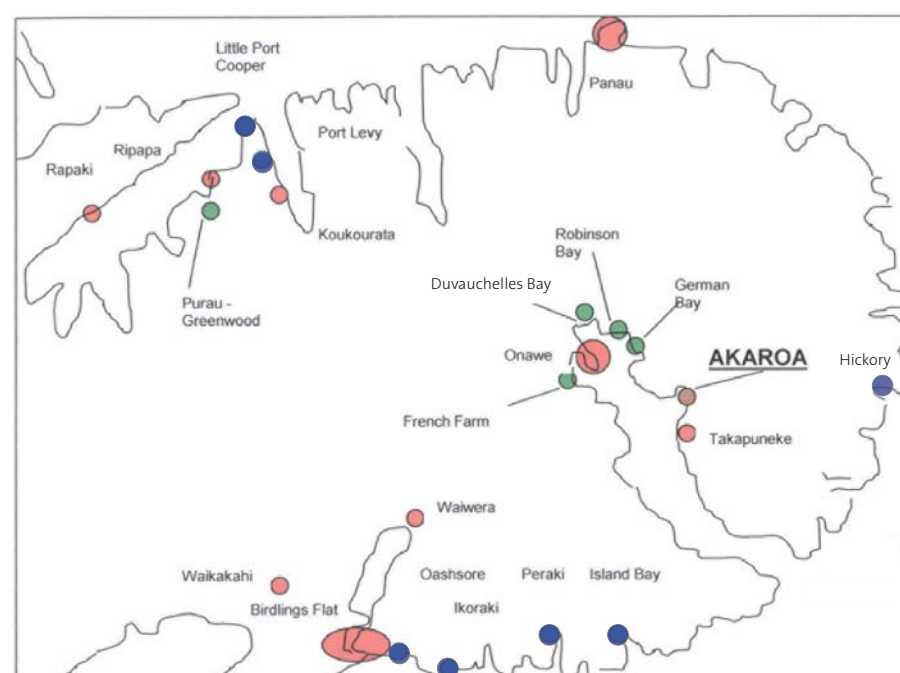 Little Port
Cooper
Panau
Port Levy
Ripapa
Rapaki
Koukourata
Robinson
Bay
Duvauchelles Bay
German
Bay
Purau -
Greenwood
Onawe
AKAROA
Hickory
French Farm
Takapuneke
Waiwera
Waikakahi
Oashsore
Peraki
Island Bay
Birdlings Flat
Ikoraki